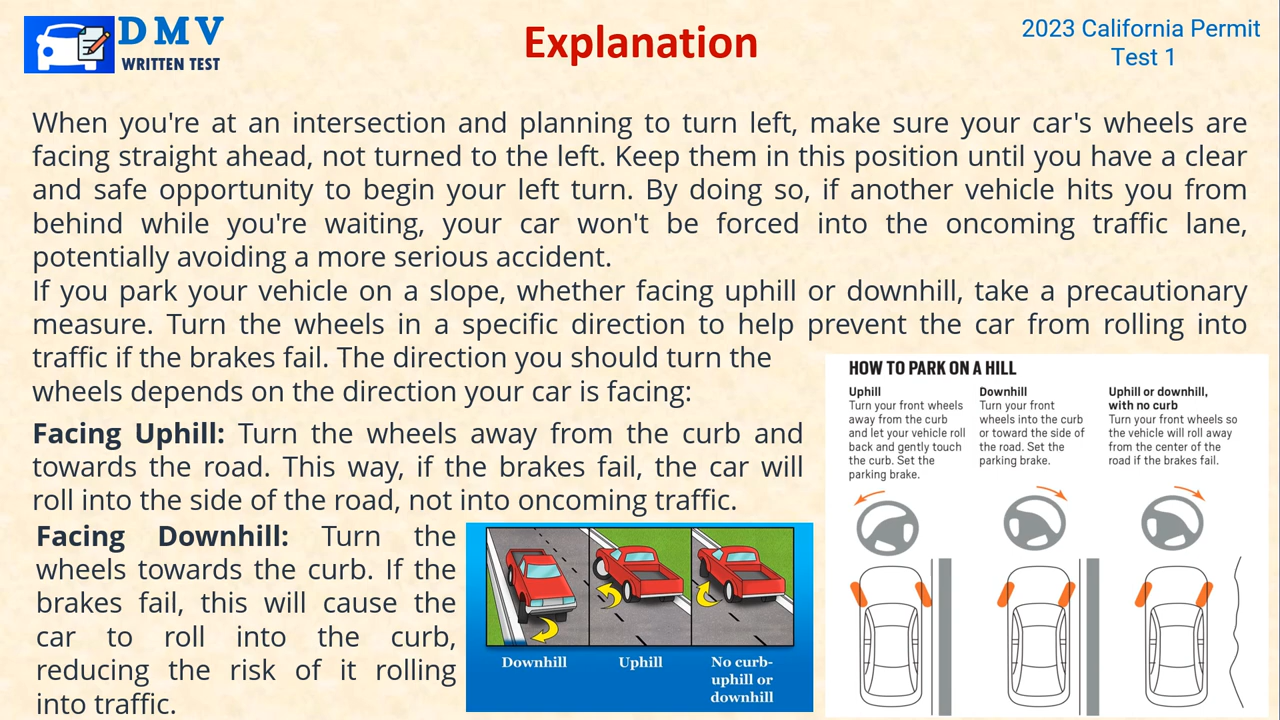 DMV
WRITTEN TEST
Explanation
2023 California Permit
Test 1
When you're at an intersection and planning to turn left, make sure your car's wheels are
facing straight ahead, not turned to the left. Keep them in this position until you have a clear
and safe opportunity to begin your left turn. By doing so, if another vehicle hits you from
behind while you're waiting, your car won't be forced into the oncoming traffic lane,
potentially avoiding a more serious accident.
If you park your vehicle on a slope, whether facing uphill or downhill, take a precautionary
measure. Turn the wheels in a specific direction to help prevent the car from rolling into
traffic if the brakes fail. The direction you should turn the
wheels depends on the direction your car is facing:
Facing Uphill: Turn the wheels away from the curb and
towards the road. This way, if the brakes fail, the car will
roll into the side of the road, not into oncoming traffic.
Facing Downhill: Turn the
wheels towards the curb. If the
brakes fail, this will cause the
car to roll into the curb,
reducing the risk of it rolling
into traffic.
Downhill
Uphill
No curb-
uphill or
downhill
HOW TO PARK ON A HILL
Uphill
Turn your front wheels
away from the curb
and let your vehicle roll
back and gently touch
the curb. Set the
parking brake.
Downhill
Turn your front
wheels into the curb
or toward the side of
the road. Set the
parking brake.
Uphill or downhill,
with no curb
Turn your front wheels so
the vehicle will roll away
from the center of the
road if the brakes fail.